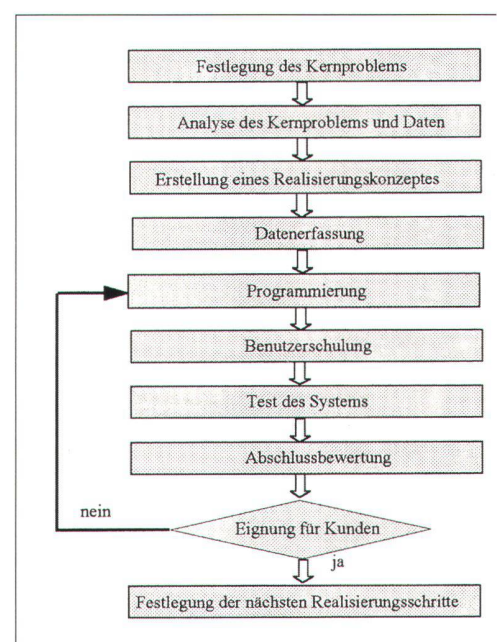 Festlegung des Kernproblems
Analyse des Kernproblems und Daten
Erstellung eines Realisierungskonzeptes
Datenerfassung
Programmierung
Benutzerschulung
Test des Systems
Abschlussbewertung
nein
Eignung für Kunden
ja
Festlegung der nächsten Realisierungsschritte